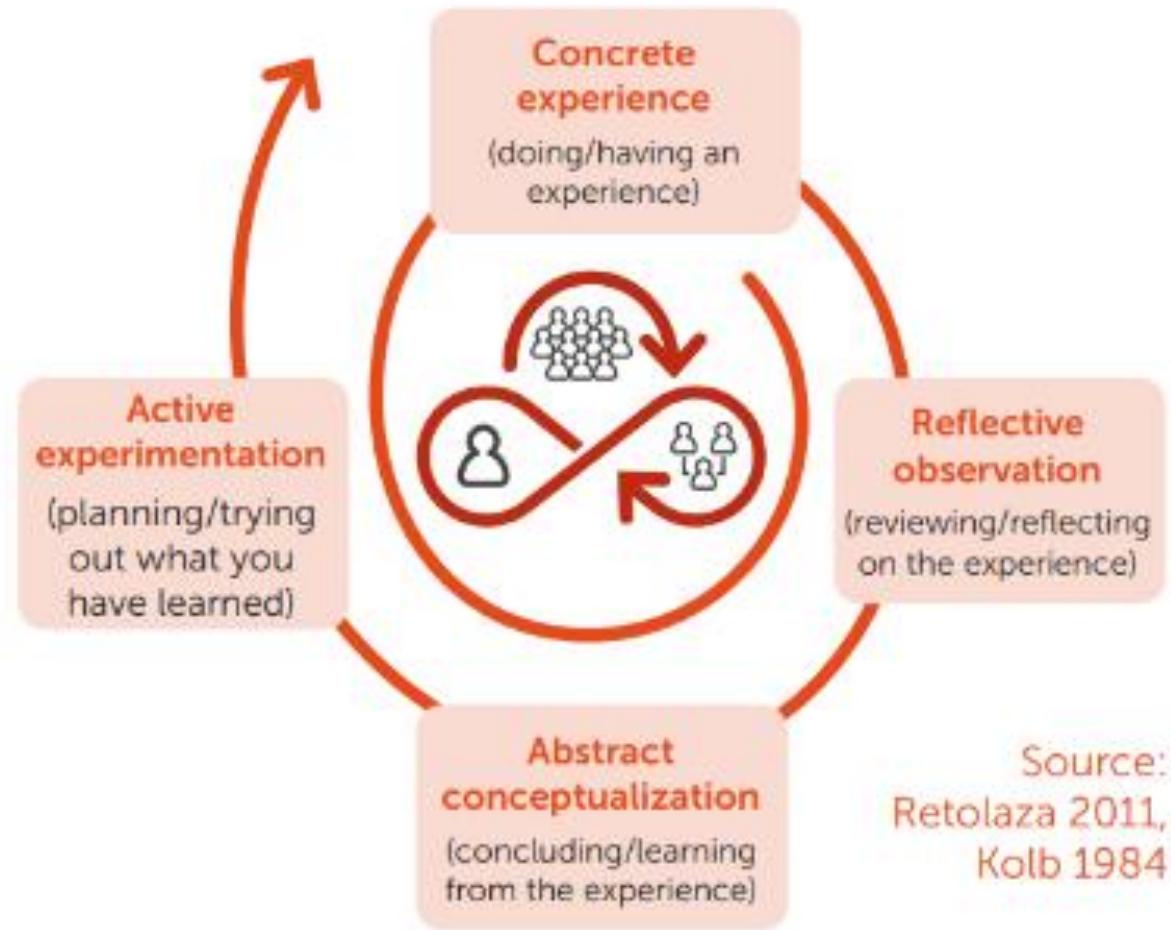 Concrete
experience
(doing/having an
experience)
Reflective
observation
(reviewing/reflecting
on the experience)
Abstract
conceptualization
(concluding/learning
from the experience)
Active
experimentation
(planning/trying
out what you
have learned)
Source:
Retolaza 2011,
Kolb 1984